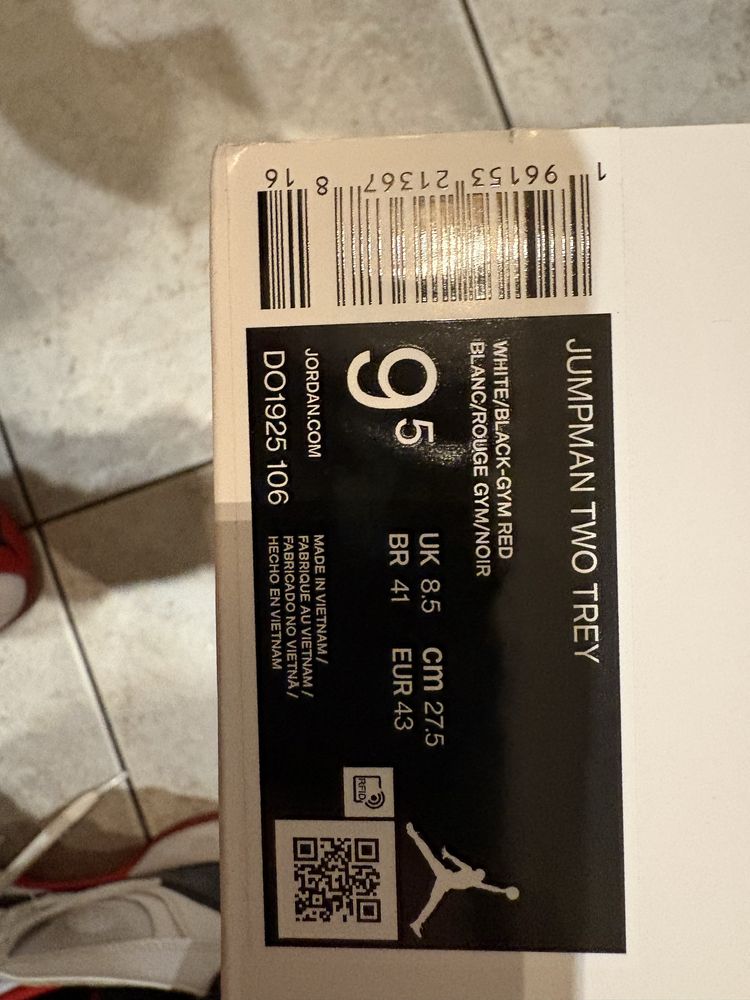 JUMPMAN TWO TREY
WHITE/BLACK-GYM RED
BLANC/ROUGE GYM/NOIR
9 5
UK 8.5 cm 27.5
BR 41 EUR 43
JORDAN.COM
DO1925 106
MADE IN VIETNAM /
FABRIQUE AU VIETNAM /
FABRICADO NO VIETNÃ /
HECHO EN VIETNAM
RFID
1 96153 21367 8 16